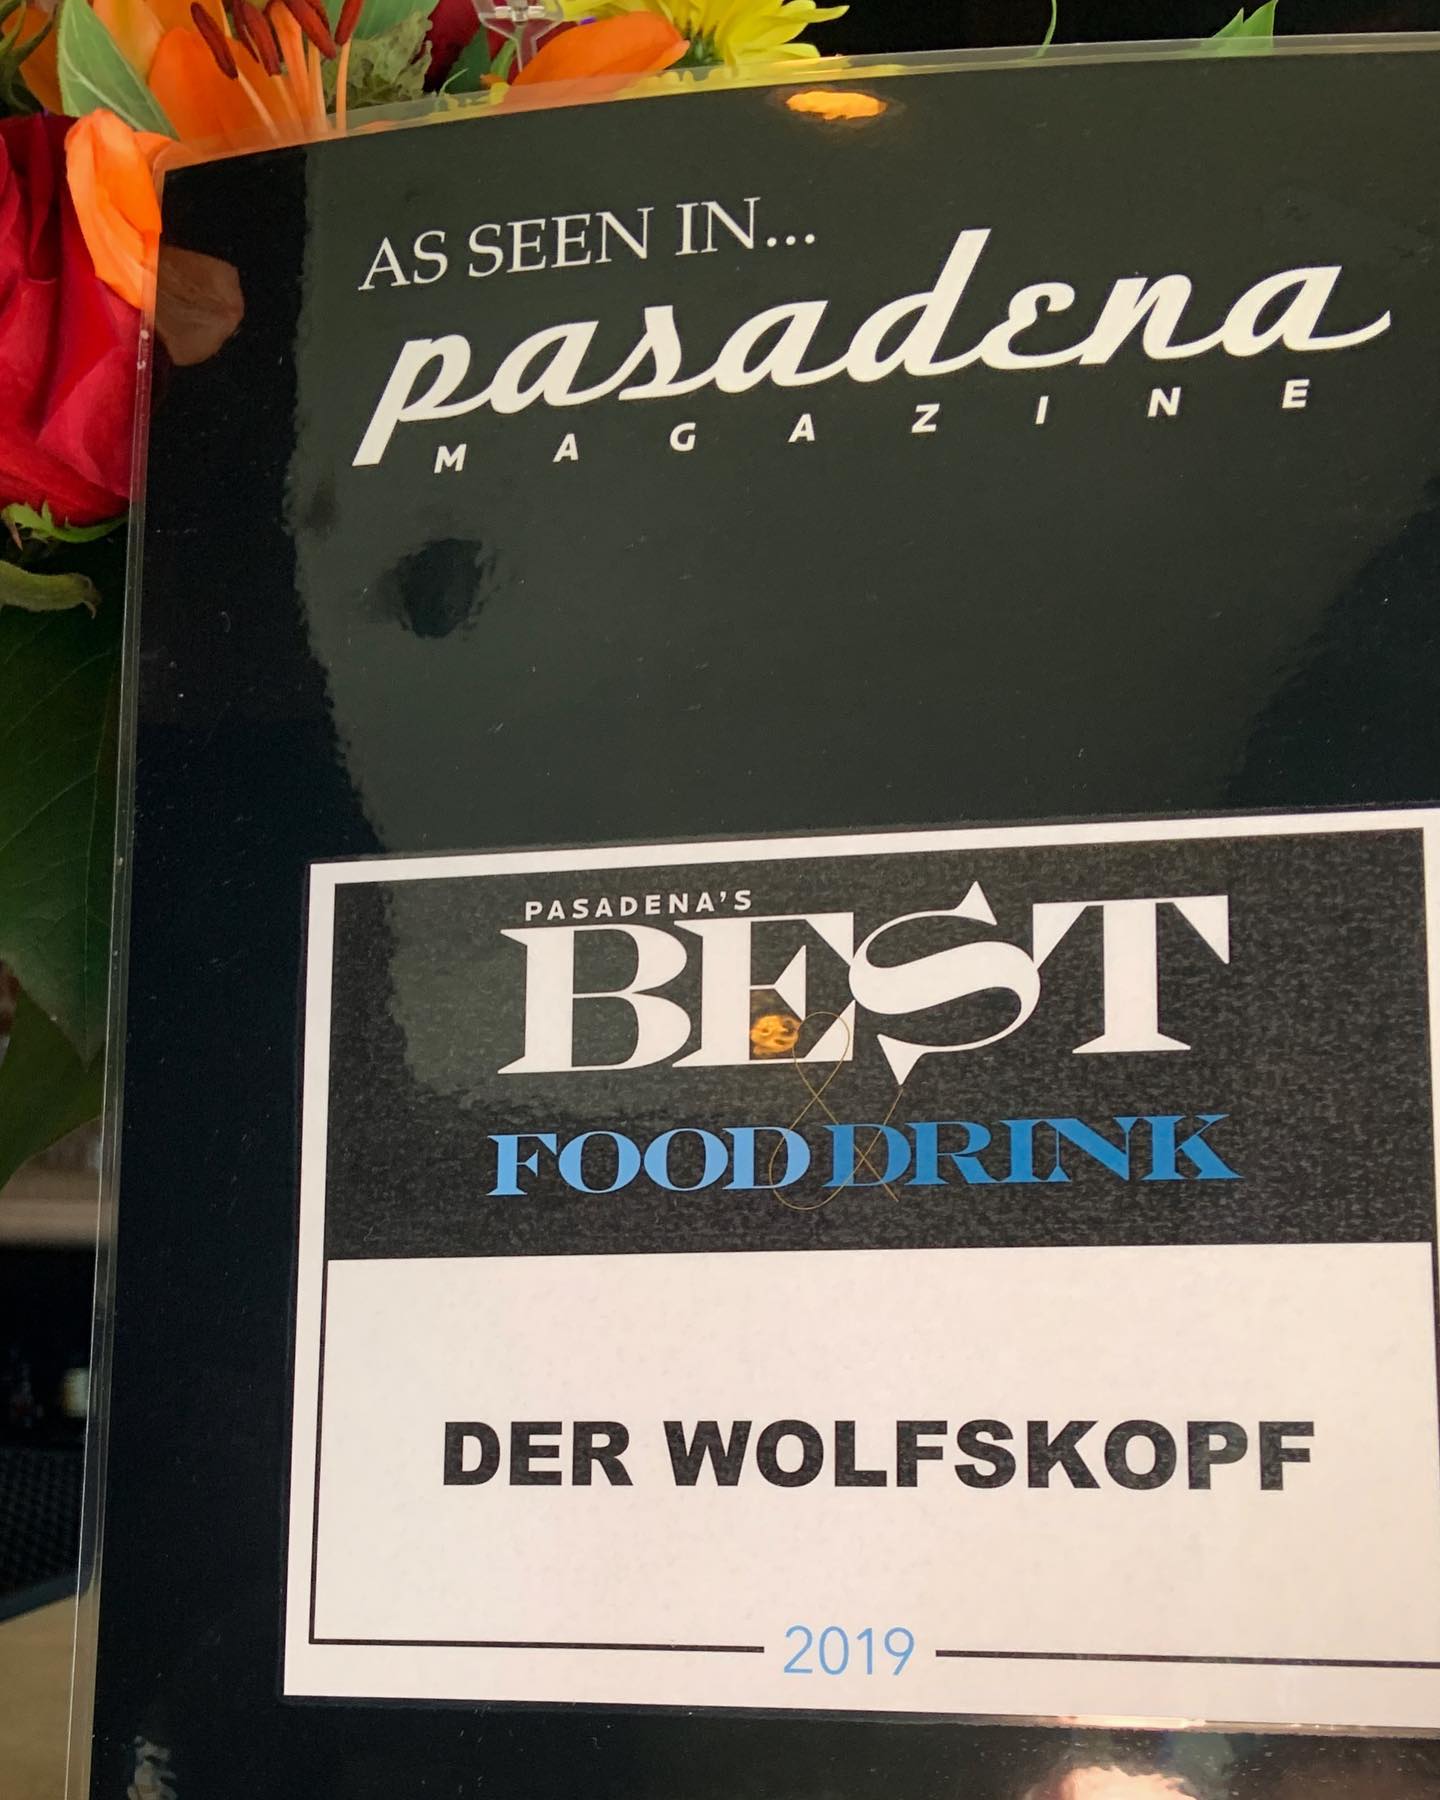 AS SEEN IN...
pasadena
MAGAZINE
PASADENA'S
BEST
FOOD & DRINK
DER WOLFSKOPF
2019